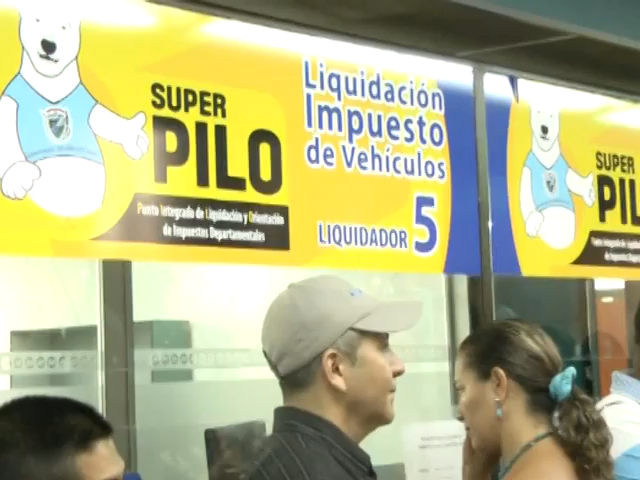 SUPER
PILO
Punto Integrado de Liquidación y Orientación
de Impuestos Departamentales
Liquidación
Impuesto
de Vehículos
LIQUIDADOR 5
SUPER
PIL